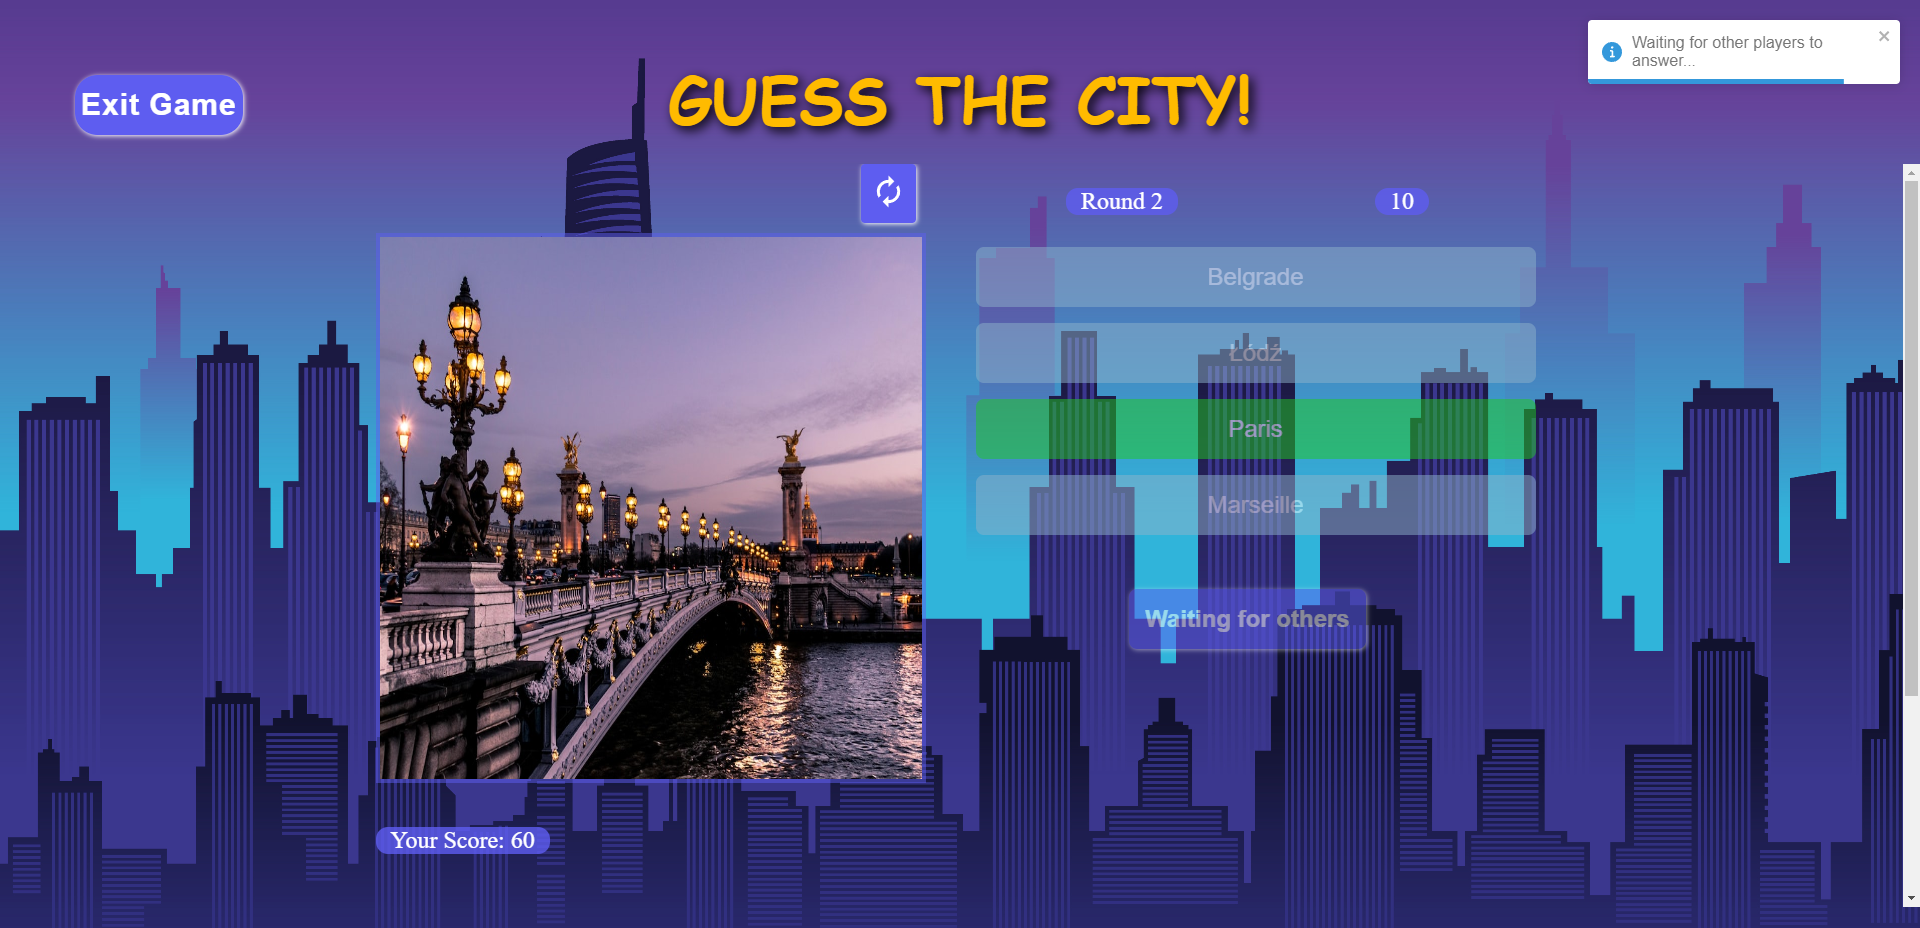 Exit Game
GUESS THE CITY!
Waiting for other players to
answer...
Round 2
10
Belgrade
Łódź
Paris
Marseille
Waiting for others
Your Score: 60